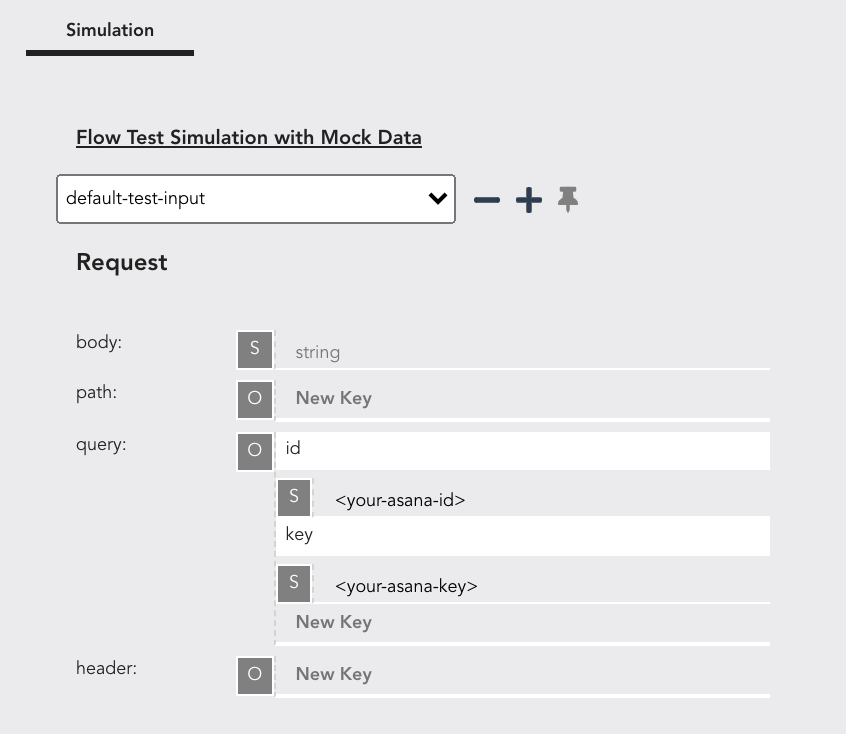 Simulation
Flow Test Simulation with Mock Data
default-test-input
Request
body:
S
string
path:
O
New Key
query:
O
id
S
<your-asana-id>
key
S
<your-asana-key>
New Key
header:
O
New Key